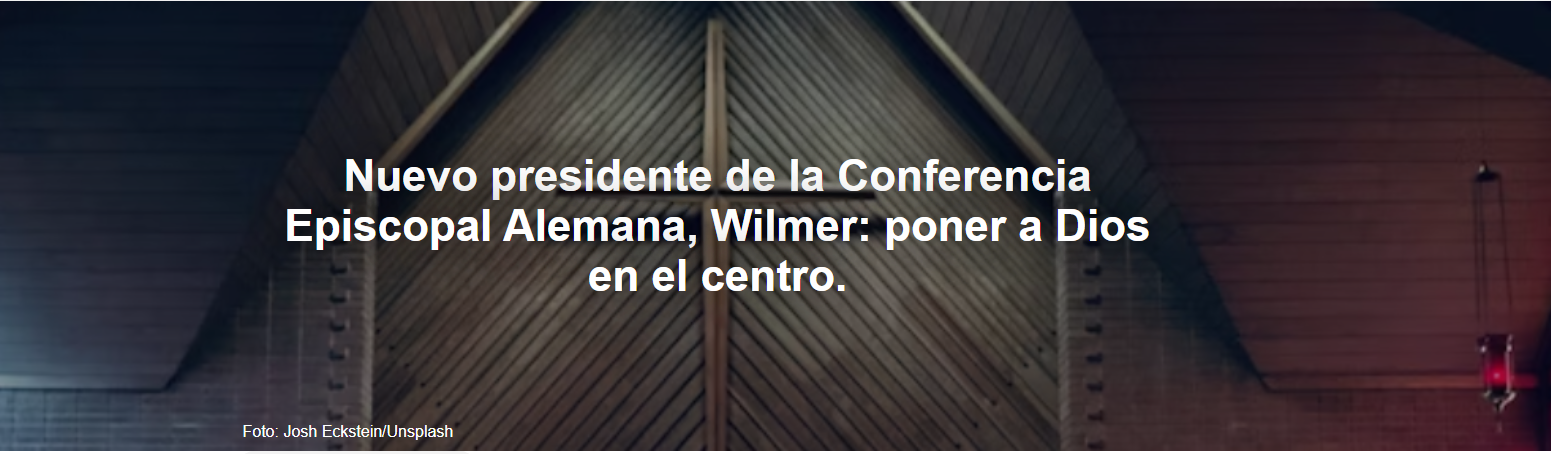 Nuevo presidente de la Conferencia
Episcopal Alemana, Wilmer: poner a Dios
en el centro.
Foto: Josh Eckstein/Unsplash